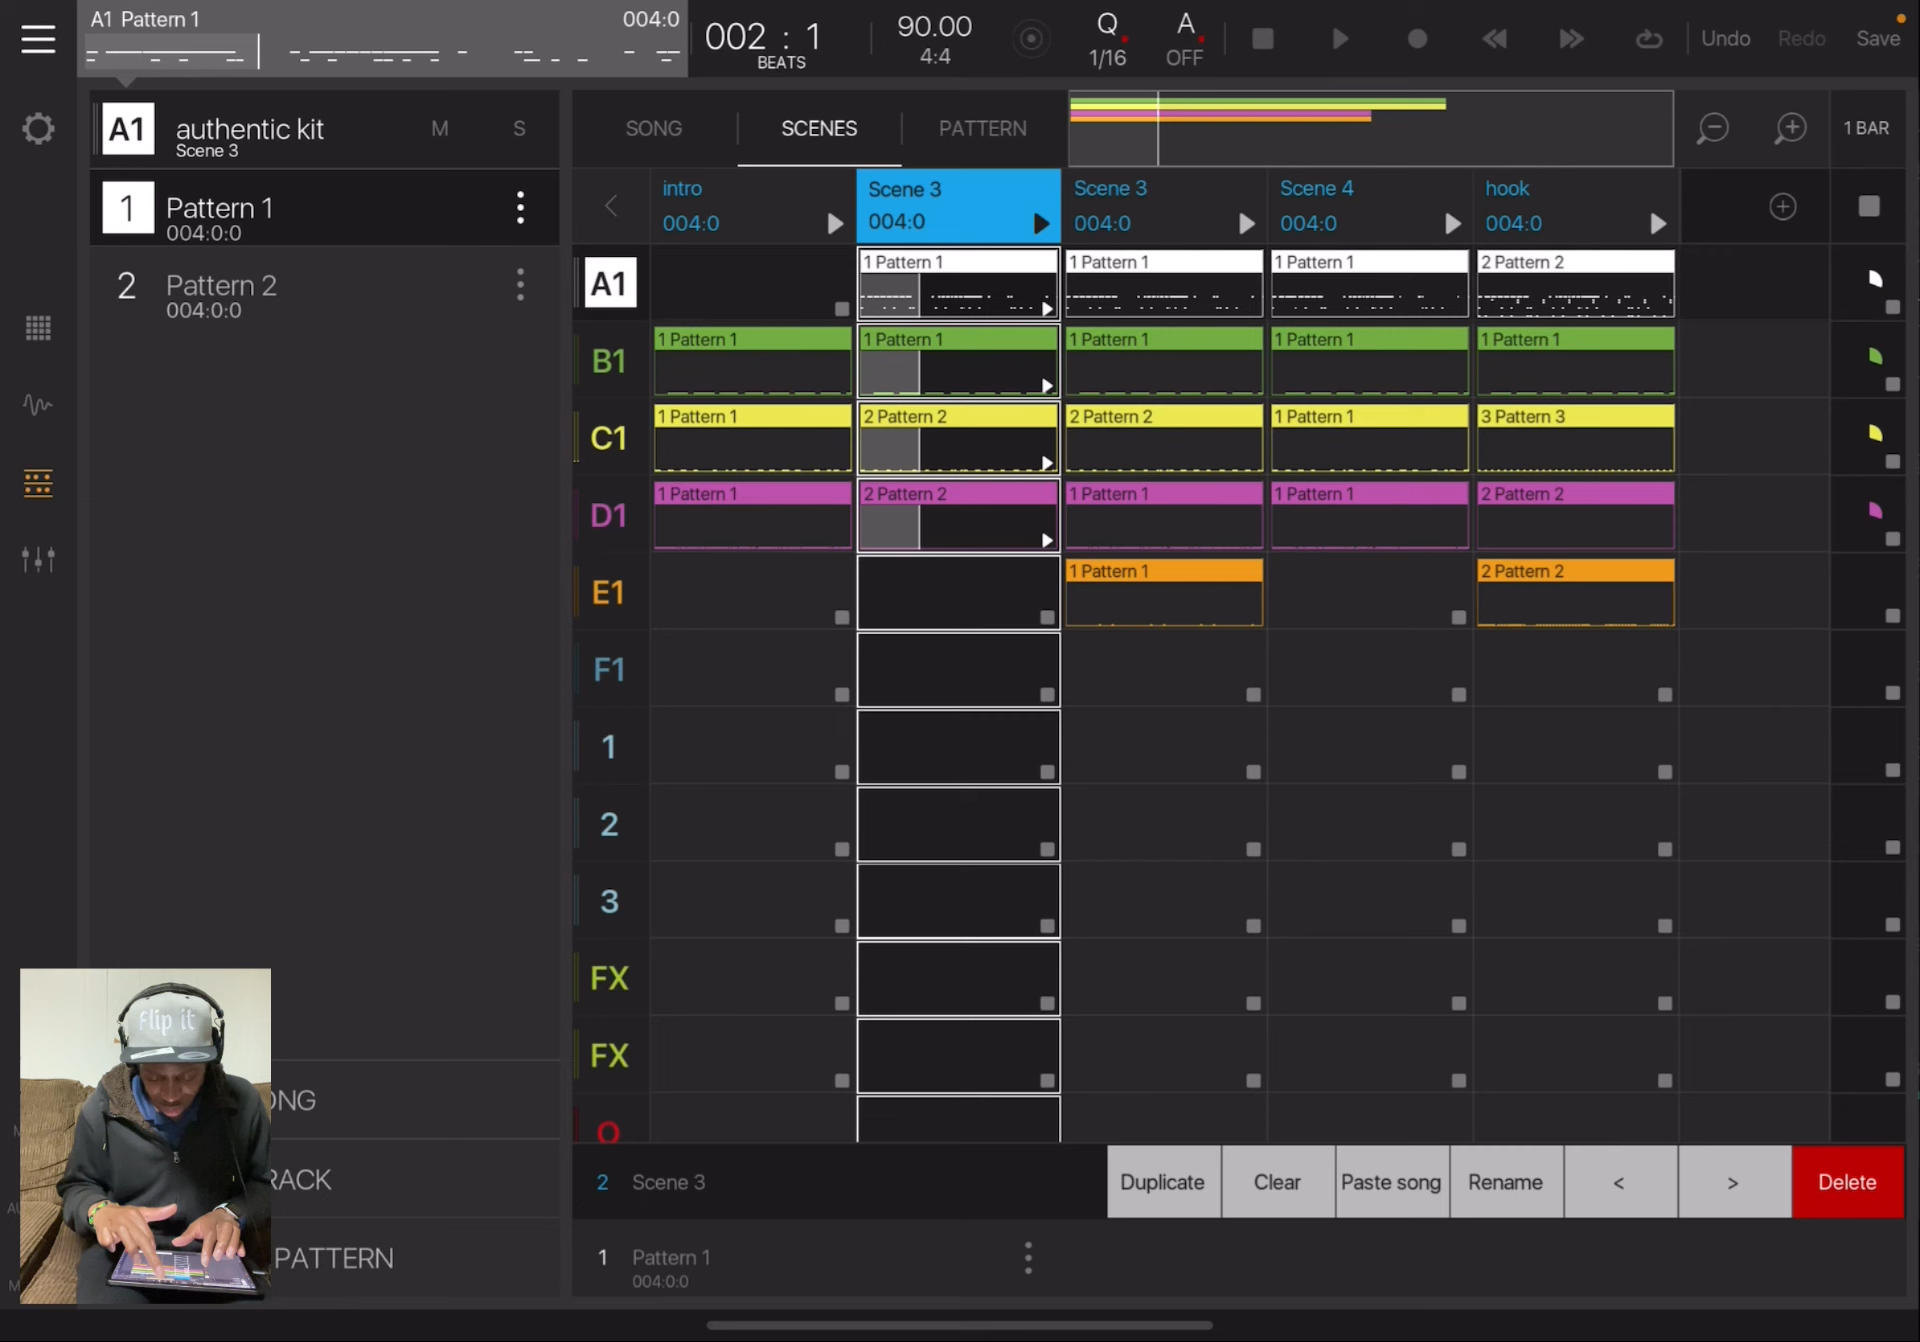 A1 Pattern 1 004:0
002 : 1
BEATS
90.00
4:4
Q
1/16
A
OFF
Undo Redo Save
A1 authentic kit M S
Scene 3
1 Pattern 1
004:0:0
2 Pattern 2
004:0:0
SONG SCENES PATTERN
1 BAR
intro Scene 3 Scene 3 Scene 4 hook
004:0 004:0 004:0 004:0 004:0
A1 1 Pattern 1 1 Pattern 1 1 Pattern 1 2 Pattern 2
B1 1 Pattern 1 1 Pattern 1 1 Pattern 1 1 Pattern 1 1 Pattern 1
C1 1 Pattern 1 2 Pattern 2 2 Pattern 2 1 Pattern 1 3 Pattern 3
D1 1 Pattern 1 2 Pattern 2 1 Pattern 1 1 Pattern 1 2 Pattern 2
E1 1 Pattern 1 2 Pattern 2
F1
1
2
3
FX
FX
O
flip it
ONG
RACK
PATTERN
2 Scene 3 Duplicate Clear Paste song Rename < > Delete
1 Pattern 1
004:0:0